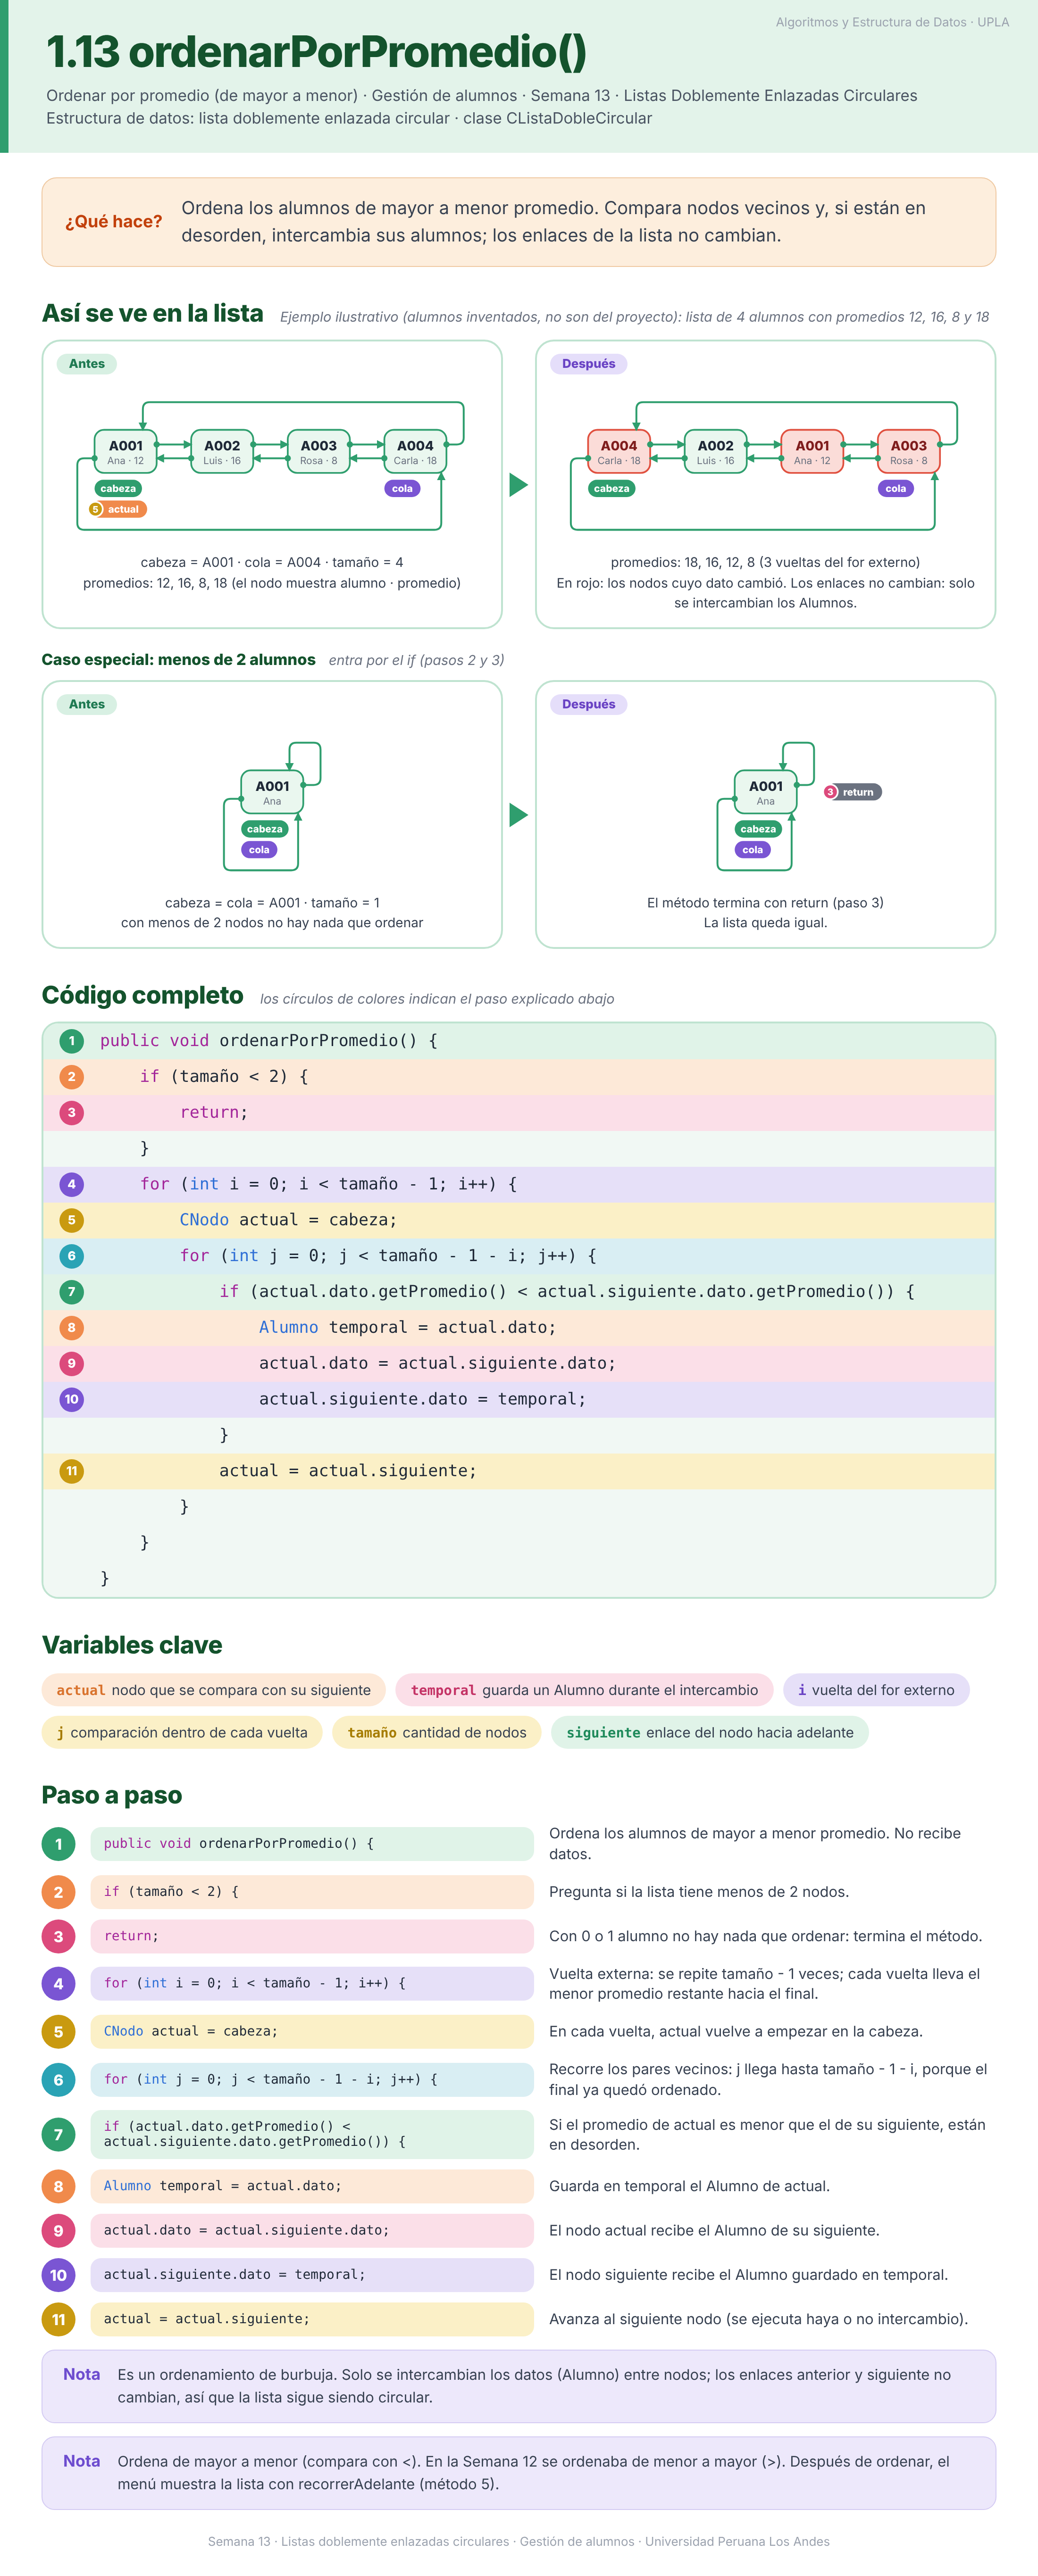 Algoritmos y Estructura de Datos · UPLA
1.13 ordenarPorPromedio()
Ordenar por promedio (de mayor a menor) · Gestión de alumnos · Semana 13 · Listas Doblemente Enlazadas Circulares
Estructura de datos: lista doblemente enlazada circular · clase CListaDobleCircular
¿Qué hace?
Ordena los alumnos de mayor a menor promedio. Compara nodos vecinos y, si están en
desorden, intercambia sus alumnos; los enlaces de la lista no cambian.
Así se ve en la lista
Ejemplo ilustrativo (alumnos inventados, no son del proyecto): lista de 4 alumnos con promedios 12, 16, 8 y 18
Antes
A001
Ana · 12
A002
Luis · 16
A003
Rosa · 8
A004
Carla · 18
cabeza
cola
5 actual
cabeza = A001 · cola = A004 · tamaño = 4
promedios: 12, 16, 8, 18 (el nodo muestra alumno · promedio)
Después
A004
Carla · 18
A002
Luis · 16
A001
Ana · 12
A003
Rosa · 8
cabeza
cola
promedios: 18, 16, 12, 8 (3 vueltas del for externo)
En rojo: los nodos cuyo dato cambió. Los enlaces no cambian: solo
se intercambian los Alumnos.
Caso especial: menos de 2 alumnos
entra por el if (pasos 2 y 3)
Antes
A001
Ana
cabeza
cola
cabeza = cola = A001 · tamaño = 1
con menos de 2 nodos no hay nada que ordenar
Después
A001
Ana
3 return
cabeza
cola
El método termina con return (paso 3)
La lista queda igual.
Código completo
los círculos de colores indican el paso explicado abajo
1 public void ordenarPorPromedio() {
2 if (tamaño < 2) {
3 return;
}
4 for (int i = 0; i < tamaño - 1; i++) {
5 CNodo actual = cabeza;
6 for (int j = 0; j < tamaño - 1 - i; j++) {
7 if (actual.dato.getPromedio() < actual.siguiente.dato.getPromedio()) {
8 Alumno temporal = actual.dato;
9 actual.dato = actual.siguiente.dato;
10 actual.siguiente.dato = temporal;
}
11 actual = actual.siguiente;
}
}
}
Variables clave
actual nodo que se compara con su siguiente
temporal guarda un Alumno durante el intercambio
i vuelta del for externo
j comparación dentro de cada vuelta
tamaño cantidad de nodos
siguiente enlace del nodo hacia adelante
Paso a paso
1 public void ordenarPorPromedio() {
Ordena los alumnos de mayor a menor promedio. No recibe
datos.
2 if (tamaño < 2) {
Pregunta si la lista tiene menos de 2 nodos.
3 return;
Con 0 o 1 alumno no hay nada que ordenar: termina el método.
4 for (int i = 0; i < tamaño - 1; i++) {
Vuelta externa: se repite tamaño - 1 veces; cada vuelta lleva el
menor promedio restante hacia el final.
5 CNodo actual = cabeza;
En cada vuelta, actual vuelve a empezar en la cabeza.
6 for (int j = 0; j < tamaño - 1 - i; j++) {
Recorre los pares vecinos: j llega hasta tamaño - 1 - i, porque el
final ya quedó ordenado.
7 if (actual.dato.getPromedio() <
actual.siguiente.dato.getPromedio()) {
Si el promedio de actual es menor que el de su siguiente, están
en desorden.
8 Alumno temporal = actual.dato;
Guarda en temporal el Alumno de actual.
9 actual.dato = actual.siguiente.dato;
El nodo actual recibe el Alumno de su siguiente.
10 actual.siguiente.dato = temporal;
El nodo siguiente recibe el Alumno guardado en temporal.
11 actual = actual.siguiente;
Avanza al siguiente nodo (se ejecuta haya o no intercambio).
Nota
Es un ordenamiento de burbuja. Solo se intercambian los datos (Alumno) entre nodos; los enlaces anterior y siguiente no
cambian, así que la lista sigue siendo circular.
Nota
Ordena de mayor a menor (compara con <). En la Semana 12 se ordenaba de menor a mayor (>). Después de ordenar, el
menú muestra la lista con recorrerAdelante (método 5).
Semana 13 · Listas doblemente enlazadas circulares · Gestión de alumnos · Universidad Peruana Los Andes